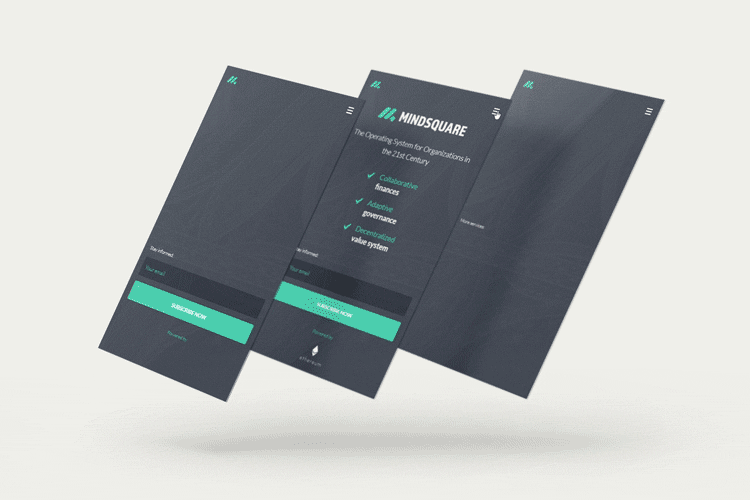 Stay informed.
Your email
SUBSCRIBE NOW
Powered by
MINDSQUARE
The Operating System for Organizations in
the 21st Century
Collaborative
finances
Adaptive
governance
Decentralized
value system
Stay informed.
Your email
SUBSCRIBE NOW
Powered by
ethereum
More services